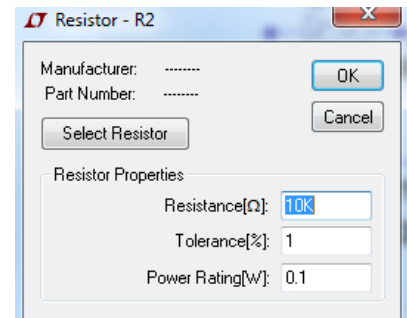 Resistor - R2
Manufacturer: --------
OK
Part Number: --------
Cancel
Select Resistor
Resistor Properties
Resistance[Ω]: 10K
Tolerance[%]: 1
Power Rating[W]: 0.1